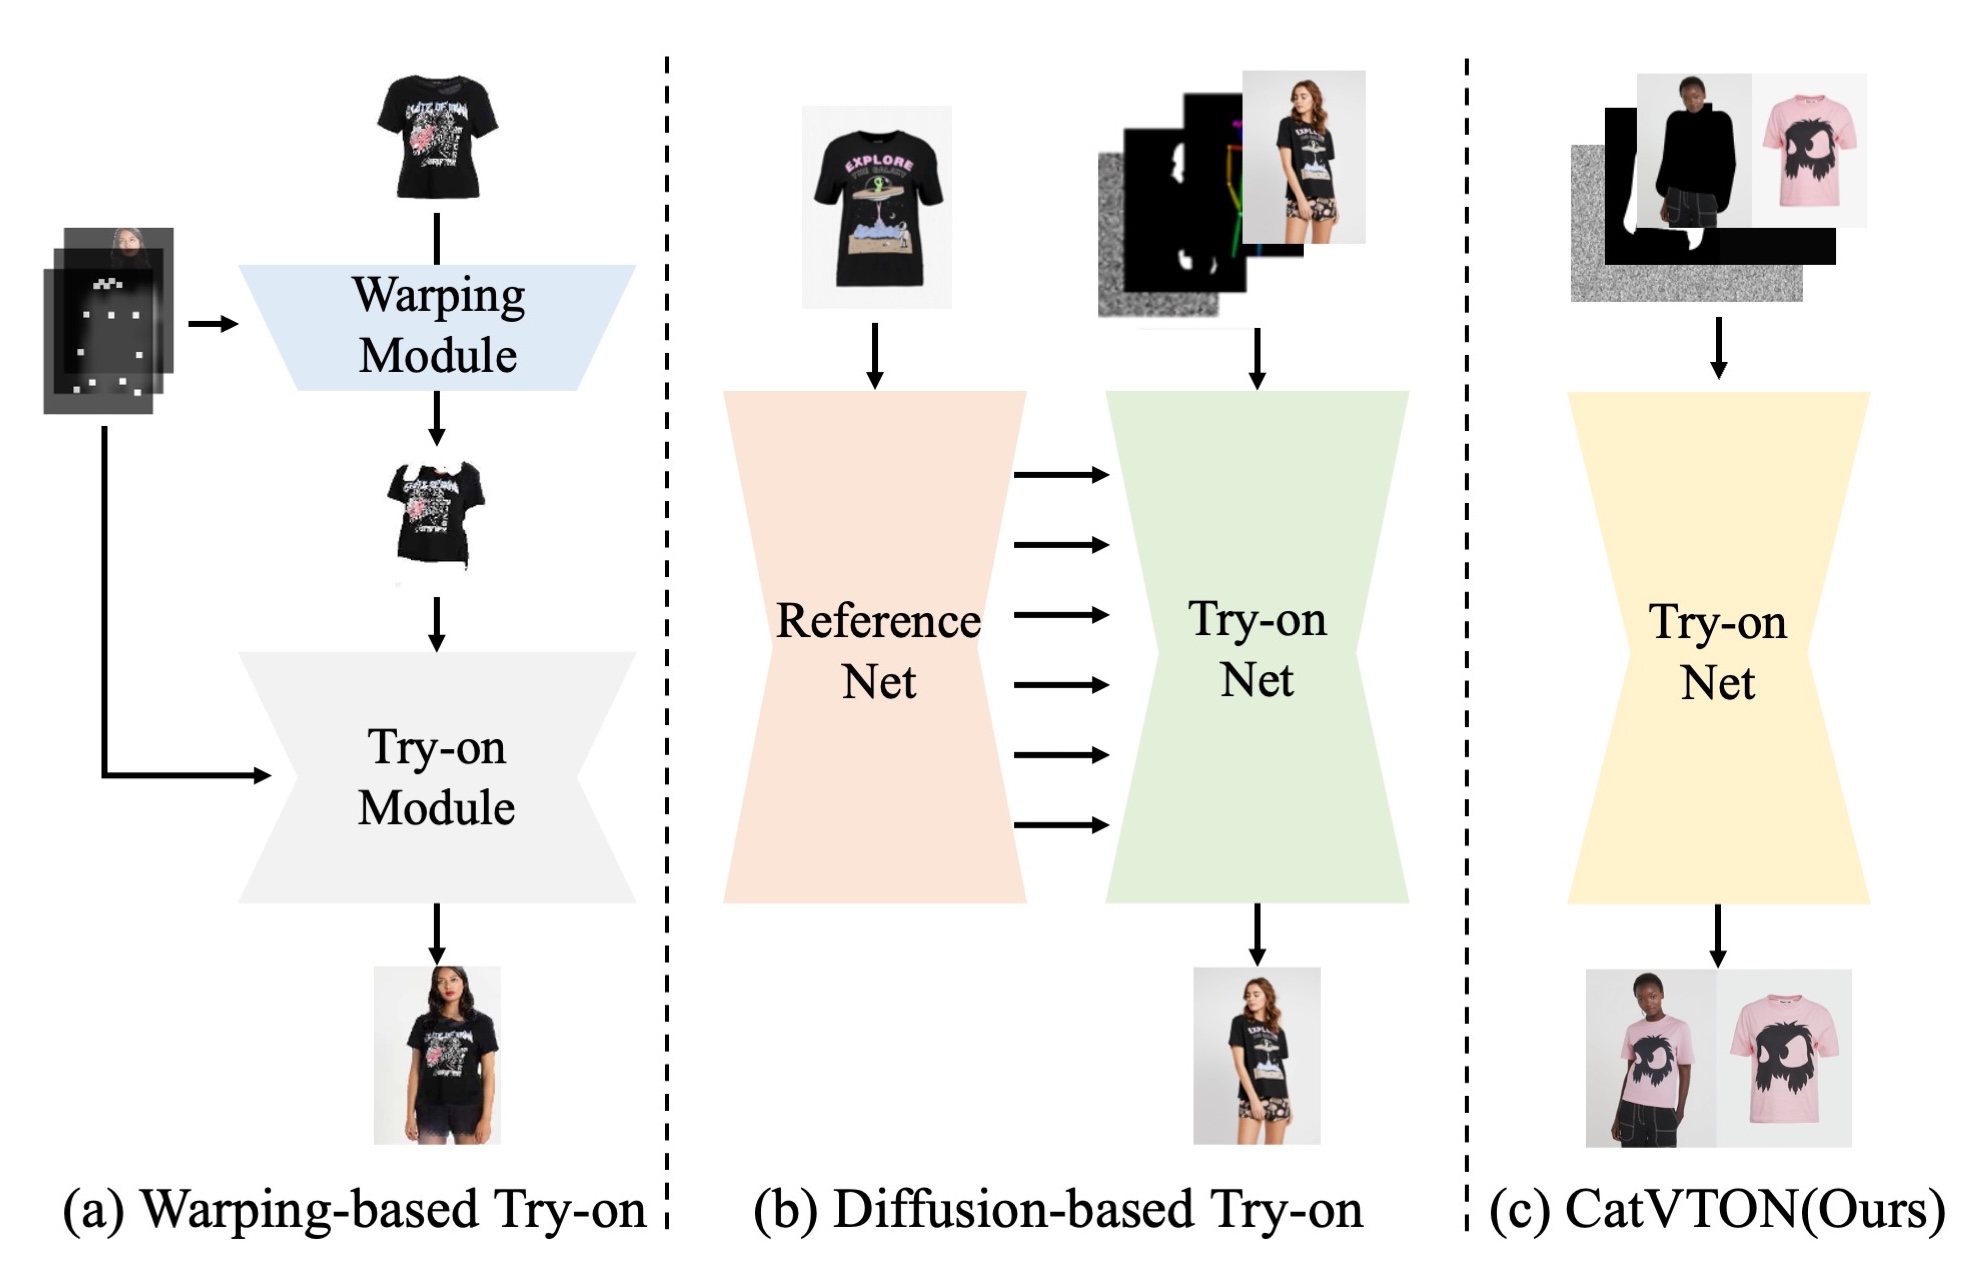 Warping
Module
Try-on
Module
(a) Warping-based Try-on
EXPLORE
THE GALAXY
Reference
Net
Try-on
Net
(b) Diffusion-based Try-on
Try-on
Net
(c) CatVTON(Ours)